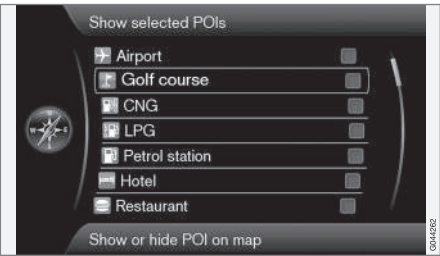 Show selected POIs
Airport
Golf course
CNG
LPG
Petrol station
Hotel
Restaurant
Show or hide POI on map
G044262